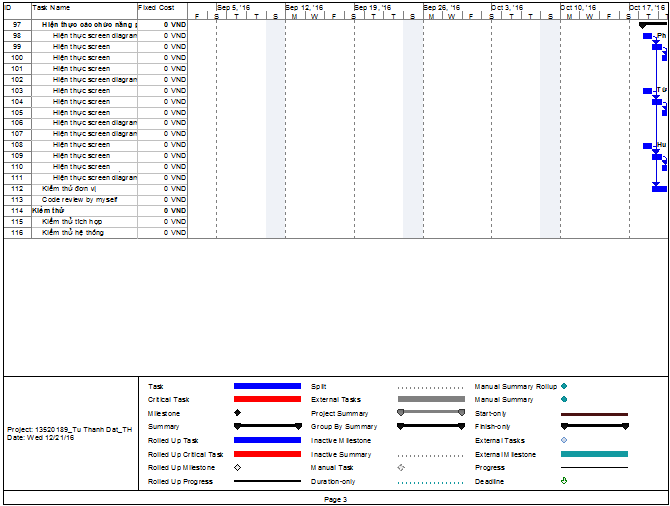 ID Task Name Fixed Cost Sep 5, '16 Sep 12, '16 Sep 19, '16 Sep 26, '16 Oct 3, '16 Oct 10, '16 Oct 17, '16
F S T T S M W F S T T S M W F S T T S M W F S T
97 Hiện thực các chức năng 0 VND
98 Hiện thực screen diagram 0 VND Ph
99 Hiện thực screen 0 VND
100 Hiện thực screen 0 VND
101 Hiện thực screen 0 VND
102 Hiện thực screen diagram 0 VND
103 Hiện thực screen 0 VND Từ
104 Hiện thực screen 0 VND
105 Hiện thực screen 0 VND
106 Hiện thực screen diagram 0 VND
107 Hiện thực screen diagram 0 VND
108 Hiện thực screen 0 VND Hu
109 Hiện thực screen 0 VND
110 Hiện thực screen 0 VND
111 Hiện thực screen diagram 0 VND
112 Kiểm thử đơn vị 0 VND
113 Code review by myself 0 VND
114 Kiểm thử 0 VND
115 Kiểm thử tích hợp 0 VND
116 Kiểm thử hệ thống 0 VND
Project: 13520189_Tu Thanh Dat_TH
Date: Wed 12/21/16
Task Split Manual Summary Rollup
Critical Task External Tasks Manual Summary
Milestone Project Summary Start-only
Summary Group By Summary Finish-only
Rolled Up Task Inactive Milestone External Tasks
Rolled Up Critical Task Inactive Summary External Milestone
Rolled Up Milestone Manual Task Progress
Rolled Up Progress Duration-only Deadline
Page 3